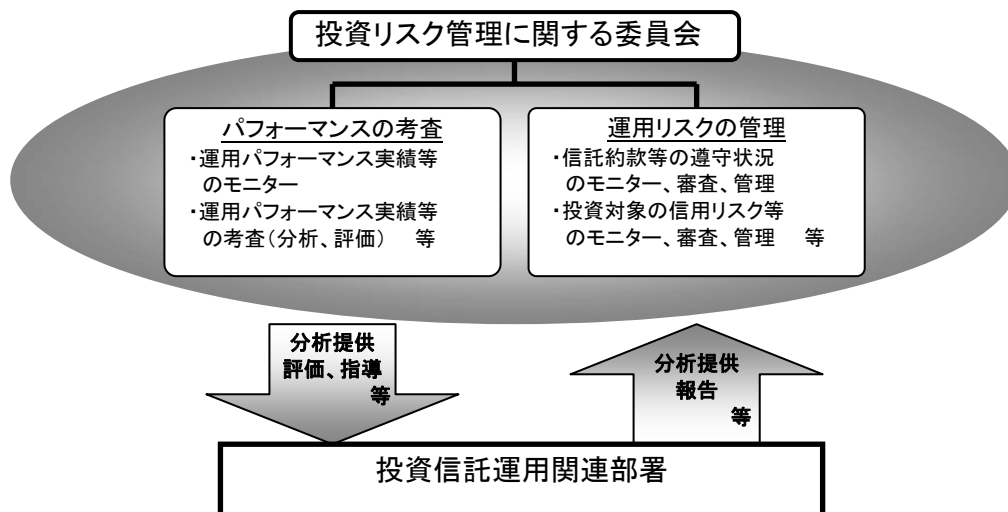 投資リスク管理に関する委員会
パフォーマンスの考査
・運用パフォーマンス実績等
のモニター
・運用パフォーマンス実績等
の考査(分析、評価)　等
運用リスクの管理
・信託約款等の遵守状況
のモニター、審査、管理
・投資対象の信用リスク等
のモニター、審査、管理　等
分析提供
評価、指導
等
分析提供
報告
等
投資信託運用関連部署